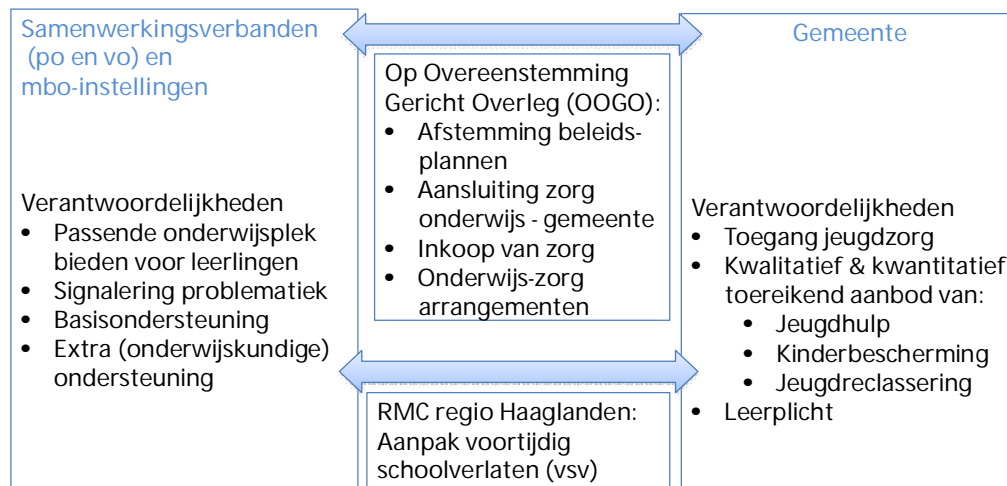 Samenwerkingsverbanden
(po en vo) en
mbo-instellingen
Verantwoordelijkheden
• Passende onderwijsplek
bieden voor leerlingen
• Signalering problematiek
• Basisondersteuning
• Extra (onderwijskundige)
ondersteuning
Op Overeenstemming
Gericht Overleg (OOGO):
• Afstemming beleids-
plannen
• Aansluiting zorg
onderwijs - gemeente
• Inkoop van zorg
• Onderwijs-zorg
arrangementen
RMC regio Haaglanden:
Aanpak voortijdig
schoolverlaten (vsv)
Gemeente
Verantwoordelijkheden
• Toegang jeugdzorg
• Kwalitatief & kwantitatief
toereikend aanbod van:
• Jeugdhulp
• Kinderbescherming
• Jeugdreclassering
• Leerplicht